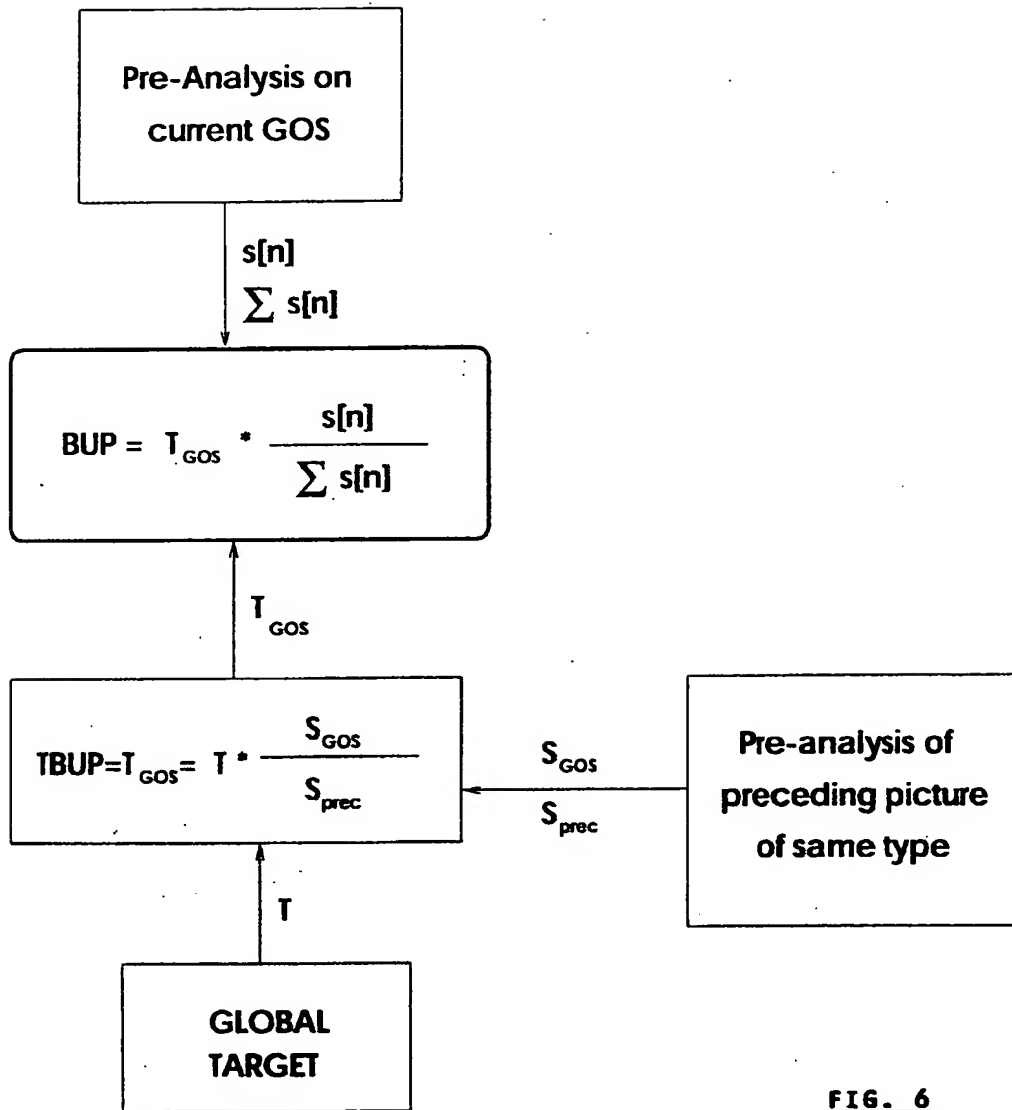 Pre-Analysis on
current GOS
s[n]
∑ s[n]
BUP = T_GOS * s[n] / ∑ s[n]
T_GOS
TBUP=T_GOS= T * S_GOS / S_prec
S_GOS
S_prec
Pre-analysis of
preceding picture
of same type
T
GLOBAL
TARGET
FIG. 6